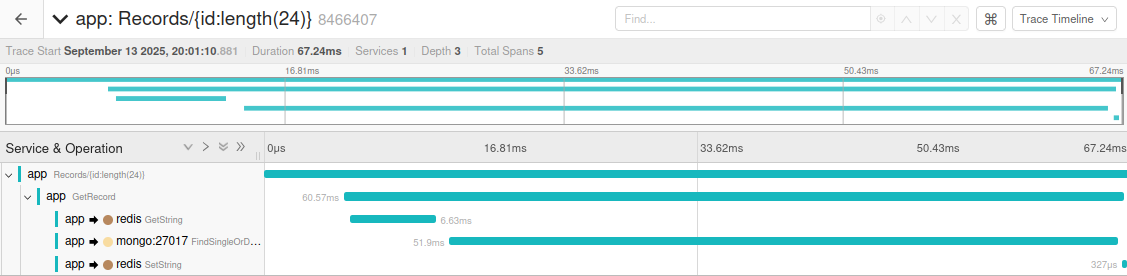 app: Records/{id:length(24)} 8466407
Find...
Trace Timeline
Trace Start September 13 2025, 20:01:10.881 Duration 67.24ms Services 1 Depth 3 Total Spans 5
0µs 16.81ms 33.62ms 50.43ms 67.24ms
Service & Operation 0µs 16.81ms 33.62ms 50.43ms 67.24ms
app Records/{id:length(24)}
app GetRecord 60.57ms
app redis GetString 6.63ms
app mongo:27017 FindSingleOrD... 51.9ms
app redis SetString 327µs